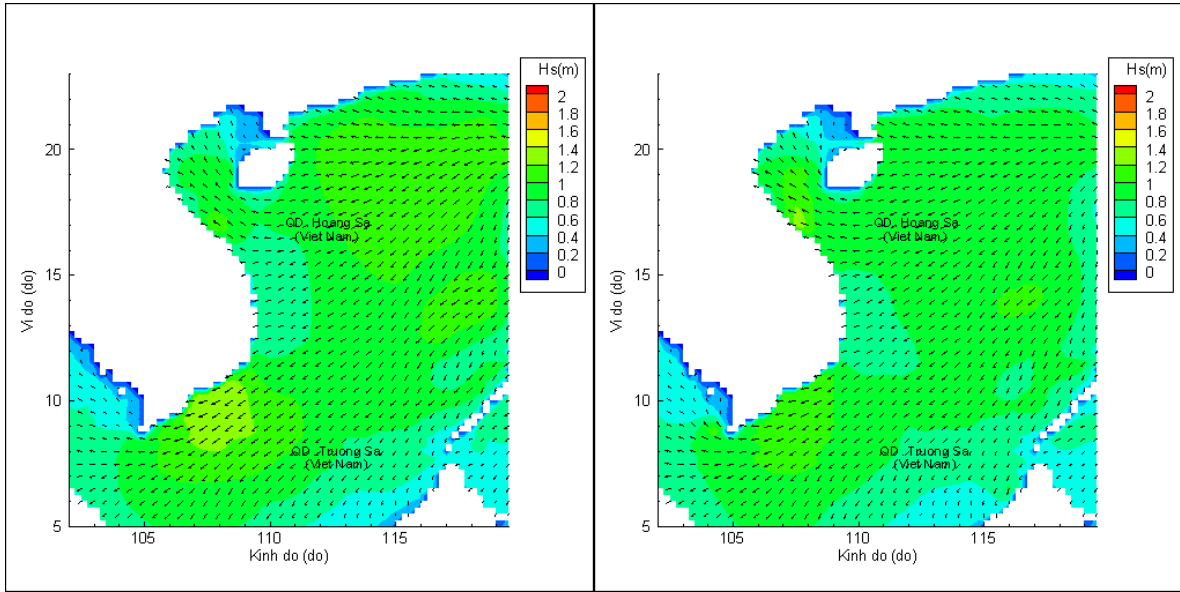 Hs(m)
2
1.8
1.6
1.4
1.2
1
0.8
0.6
0.4
0.2
0
20
15
10
5
Vi do (do)
QD. Hoang Sa
(Viet Nam)
QD. Truong Sa
(Viet Nam)
105
110
115
Kinh do (do)
Hs(m)
2
1.8
1.6
1.4
1.2
1
0.8
0.6
0.4
0.2
0
20
15
10
5
Vi do (do)
QD. Hoang Sa
(Viet Nam)
QD. Truong Sa
(Viet Nam)
105
110
115
Kinh do (do)